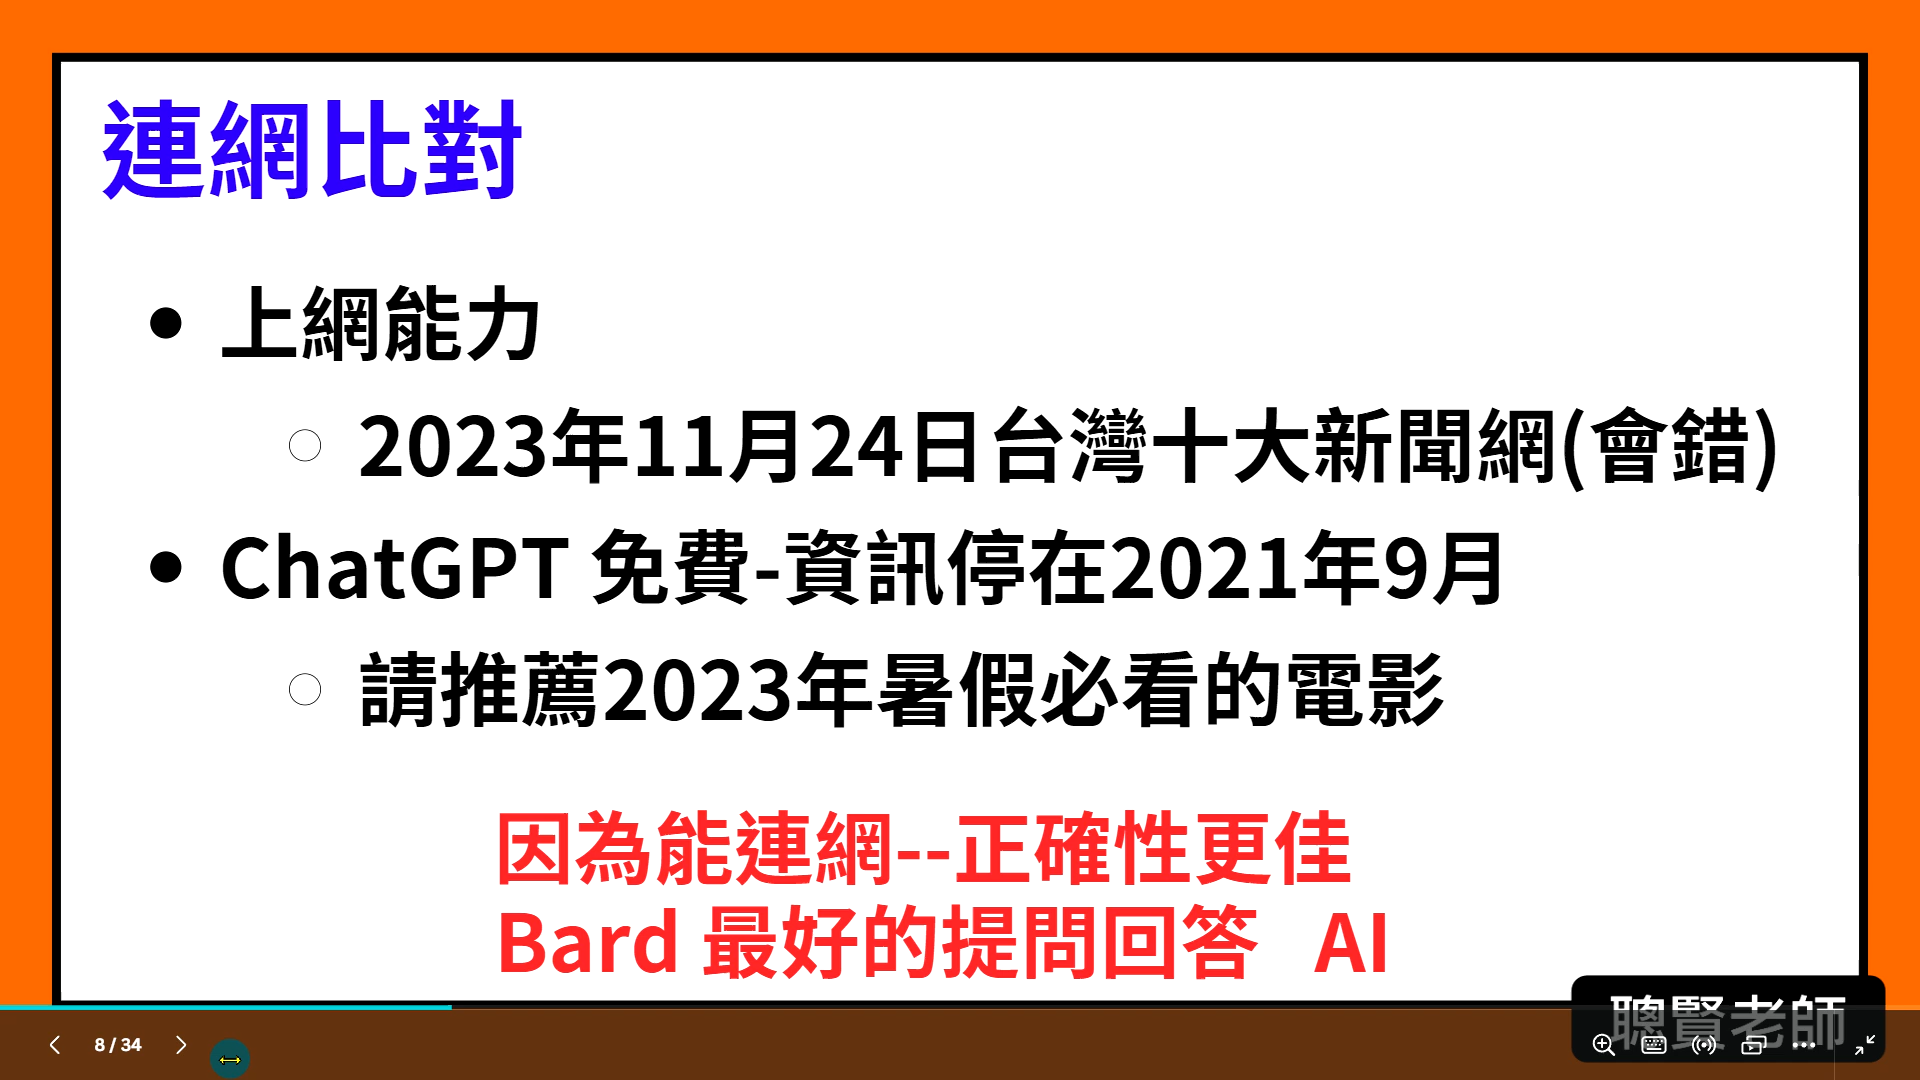 連網比對
上網能力
2023年11月24日台灣十大新聞網(會錯)
ChatGPT 免費-資訊停在2021年9月
請推薦2023年暑假必看的電影
因為能連網--正確性更佳
Bard 最好的提問回答 AI
聰賢老師
8 / 34